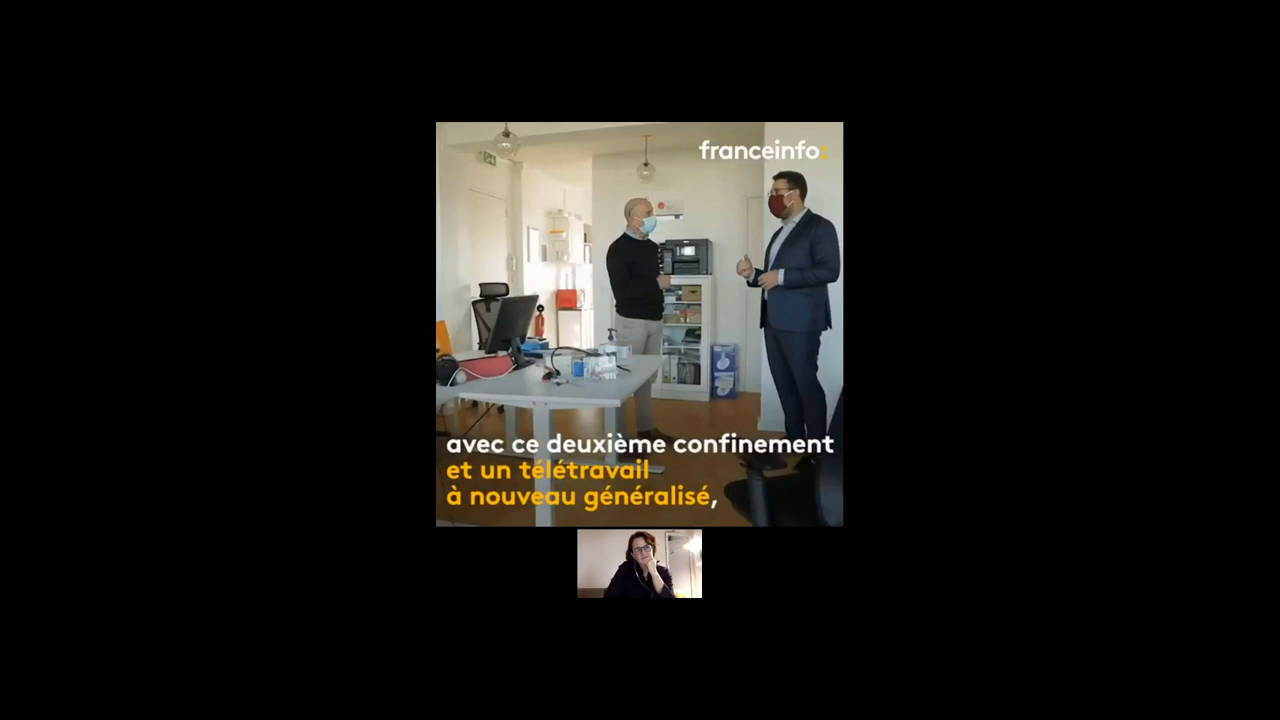 franceinfo:
avec ce deuxième confinement
et un télétravail
à nouveau généralisé,